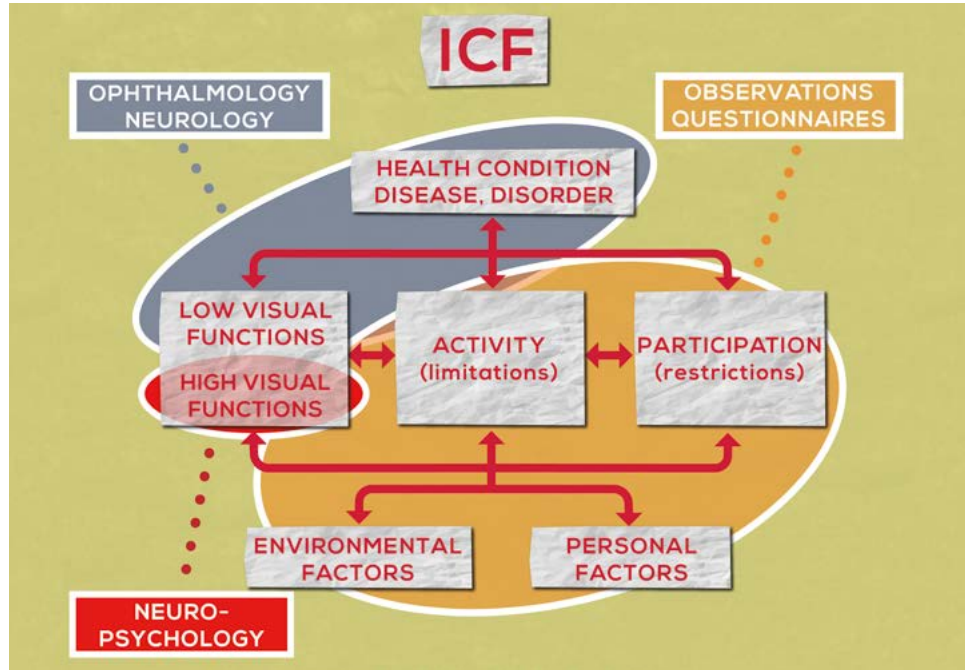 ICF
OPHTHALMOLOGY
NEUROLOGY
OBSERVATIONS
QUESTIONNAIRES
HEALTH CONDITION
DISEASE, DISORDER
LOW VISUAL
FUNCTIONS
HIGH VISUAL
FUNCTIONS
ACTIVITY
(limitations)
PARTICIPATION
(restrictions)
ENVIRONMENTAL
FACTORS
PERSONAL
FACTORS
NEURO-
PSYCHOLOGY